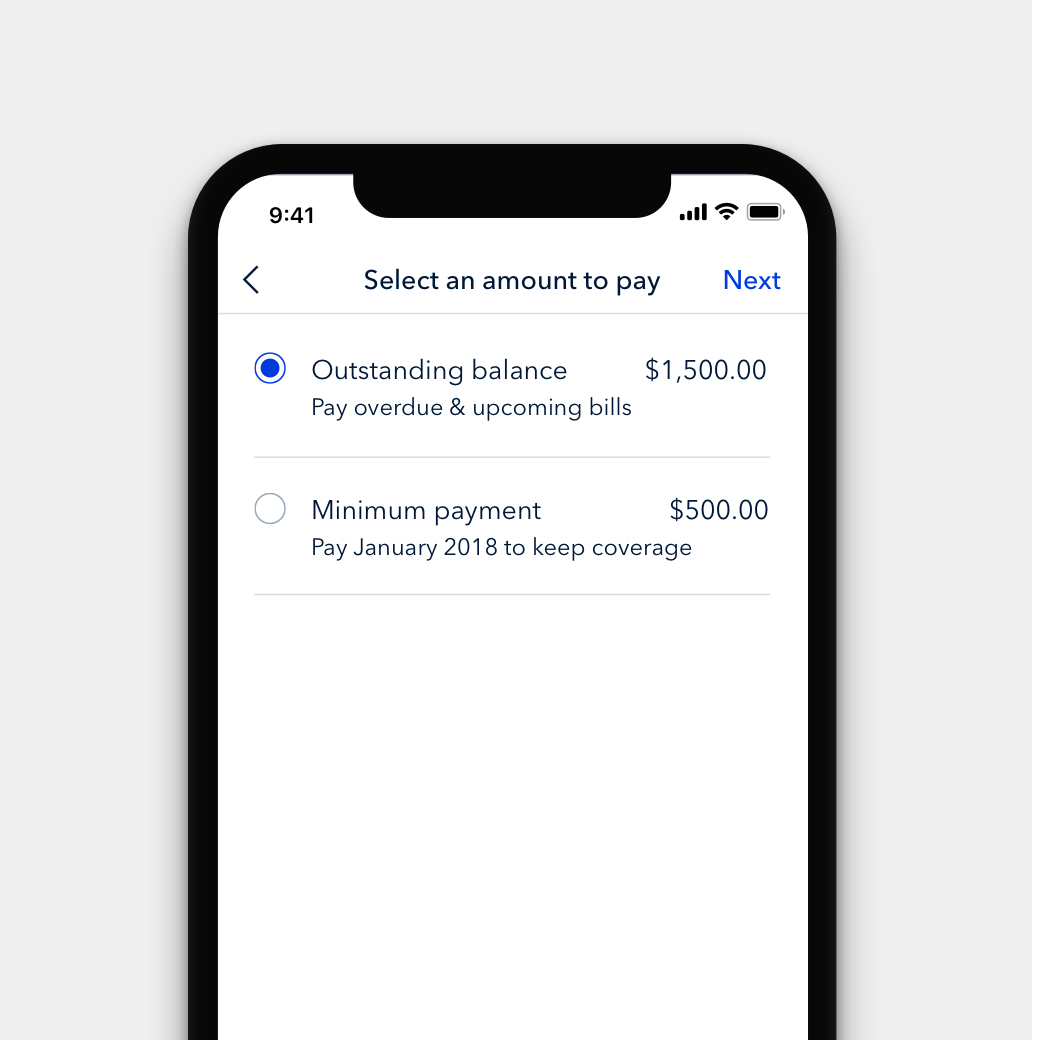 9:41
Select an amount to pay Next
Outstanding balance $1,500.00
Pay overdue & upcoming bills
Minimum payment $500.00
Pay January 2018 to keep coverage